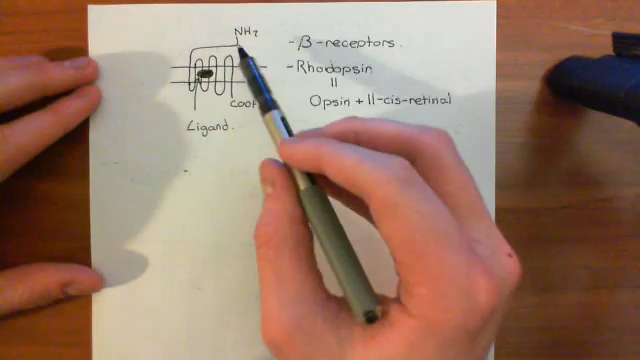 NH2
- β-receptors.
- Rhodopsin
=
Opsin + 11-cis-retinal
COOH
Ligand.